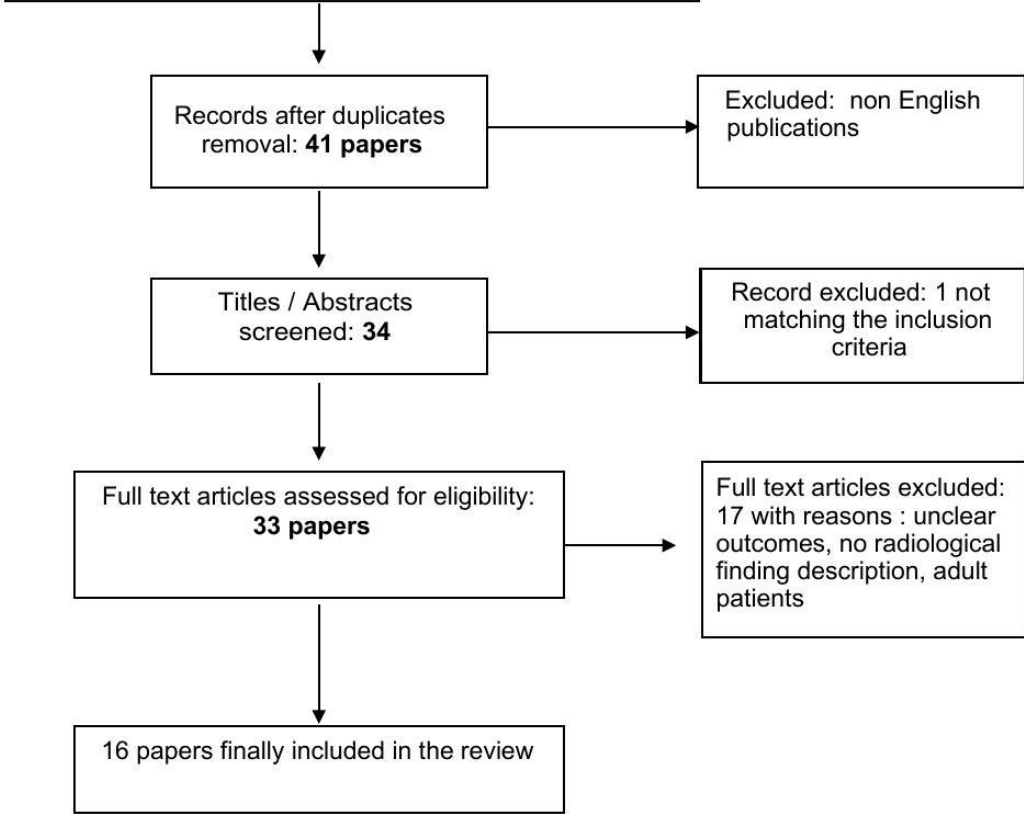 Records after duplicates
removal: 41 papers
Excluded:  non English
publications
Titles / Abstracts
screened: 34
Record excluded: 1 not
matching the inclusion
criteria
Full text articles assessed for eligibility:
33 papers
Full text articles excluded:
17 with reasons : unclear
outcomes, no radiological
finding description, adult
patients
16 papers finally included in the review